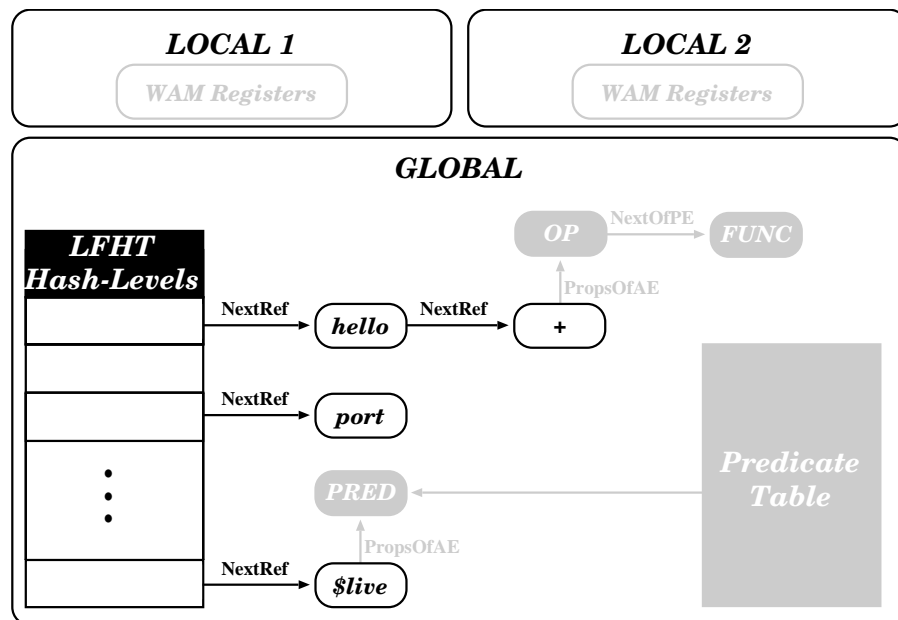 LOCAL 1
LOCAL 2
WAM Registers
WAM Registers
GLOBAL
OP
NextOfPE
FUNC
LFHT
Hash-Levels
PropsOfAE
NextRef
hello
NextRef
+
NextRef
port
Predicate
Table
PRED
PropsOfAE
NextRef
$live